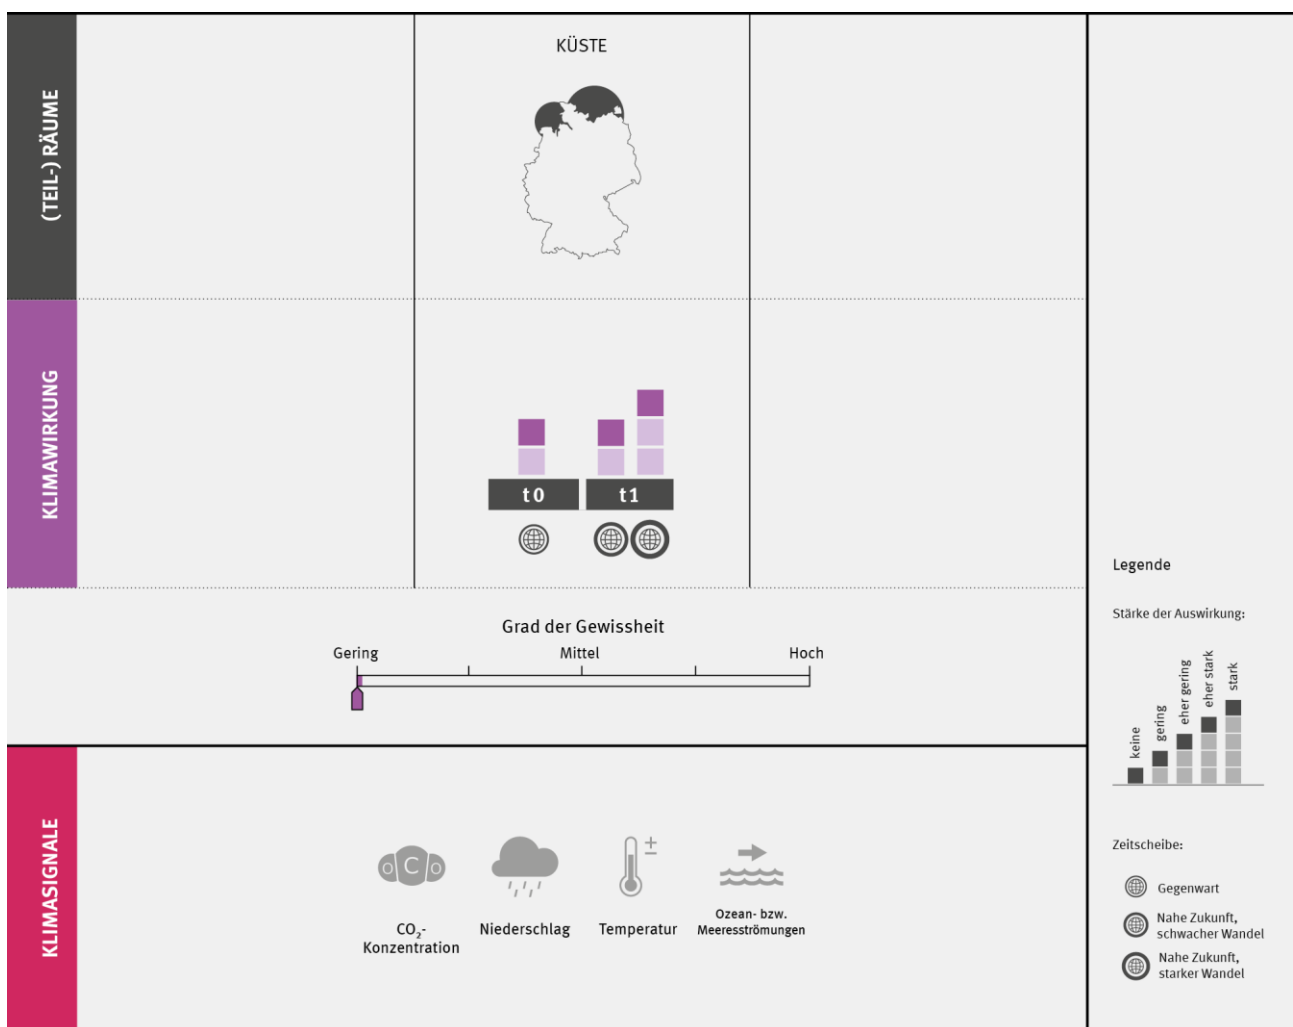 (TEIL-) RÄUME
KÜSTE
KLIMAWIRKUNG
t0
t1
Grad der Gewissheit
Gering
Mittel
Hoch
KLIMASIGNALE
O C O
CO₂-
Konzentration
Niederschlag
±
Temperatur
Ozean- bzw.
Meeresströmungen
Legende
Stärke der Auswirkung:
keine
gering
eher gering
eher stark
stark
Zeitscheibe:
Gegenwart
Nahe Zukunft,
schwacher Wandel
Nahe Zukunft,
starker Wandel